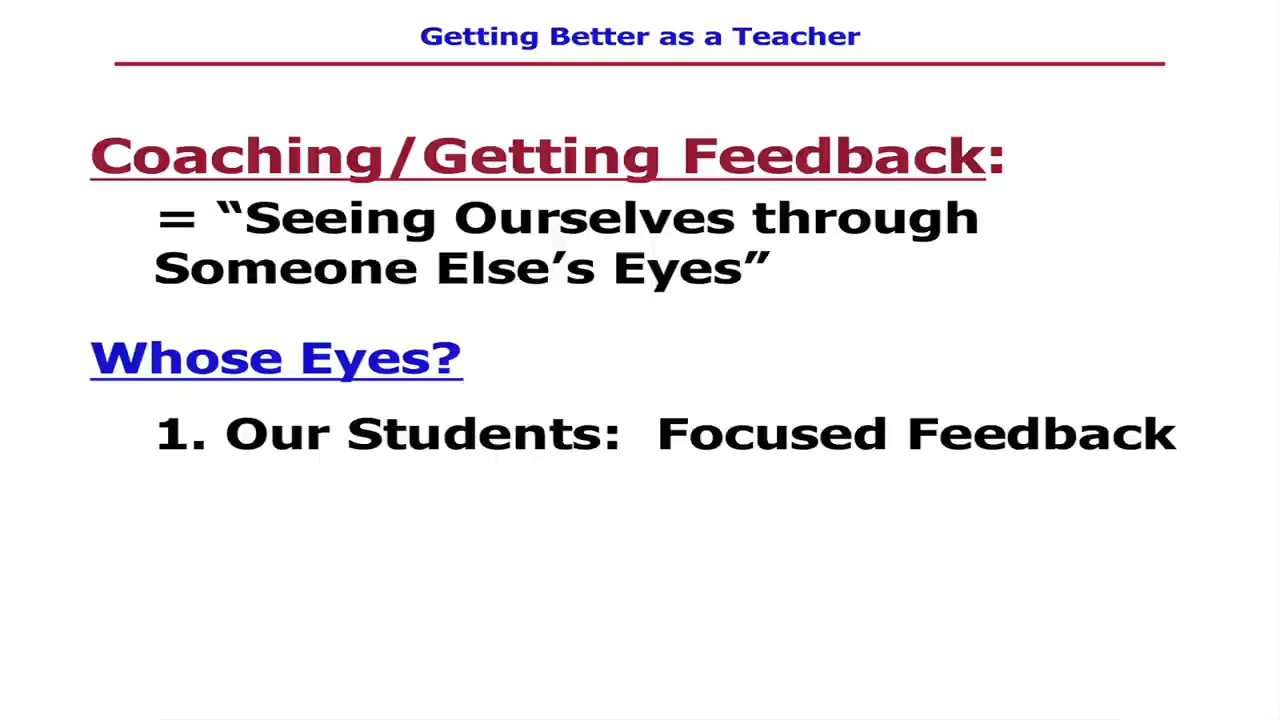 Getting Better as a Teacher
Coaching/Getting Feedback:
= “Seeing Ourselves through
Someone Else’s Eyes”
Whose Eyes?
1. Our Students:  Focused Feedback